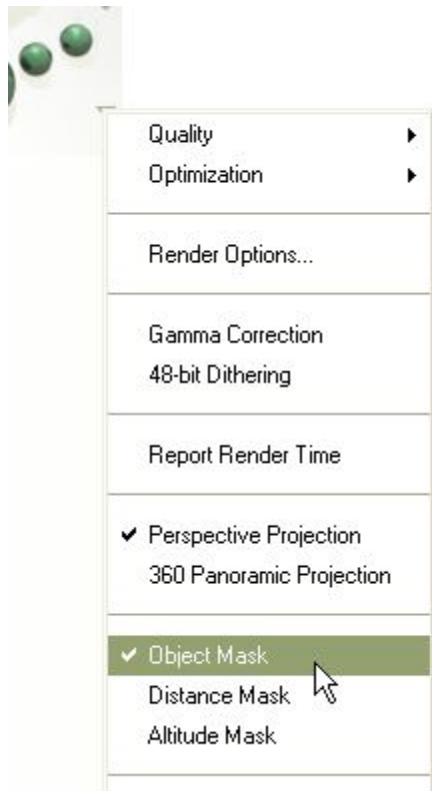 Quality
Optimization
Render Options...
Gamma Correction
48-bit Dithering
Report Render Time
Perspective Projection
360 Panoramic Projection
Object Mask
Distance Mask
Altitude Mask